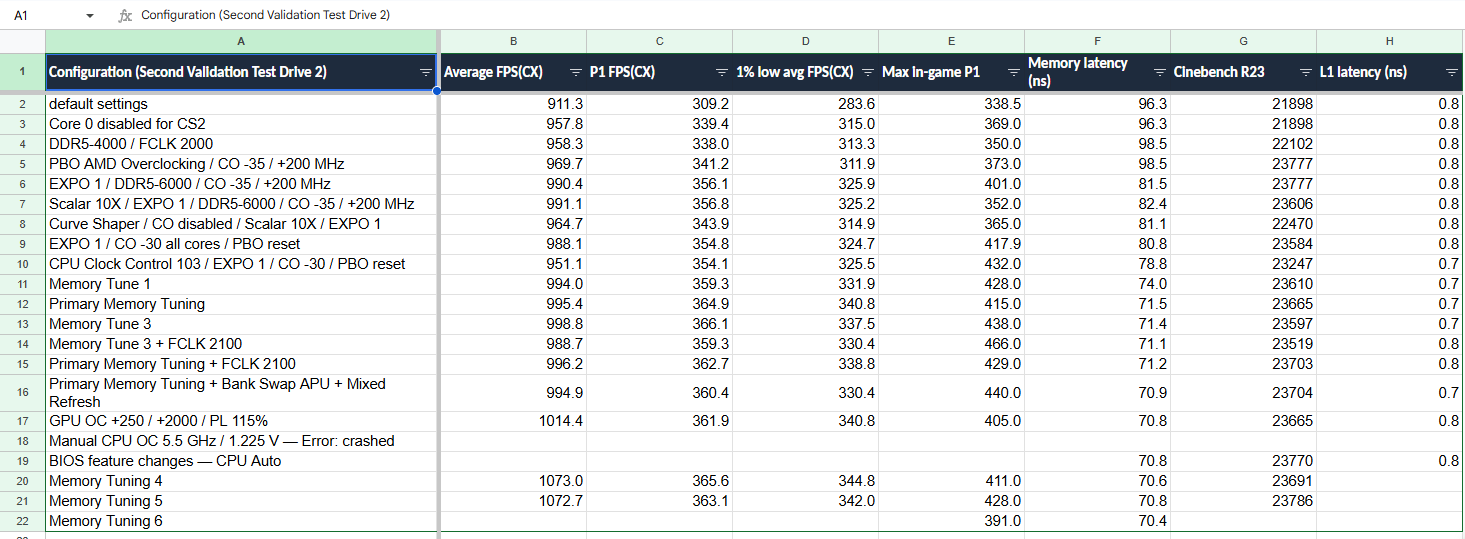 A1 fx Configuration (Second Validation Test Drive 2)
A B C D E F G H
1 Configuration (Second Validation Test Drive 2) Average FPS(CX) P1 FPS(CX) 1% low avg FPS(CX) Max in-game P1 Memory latency (ns) Cinebench R23 L1 latency (ns)
2 default settings 911.3 309.2 283.6 338.5 96.3 21898 0.8
3 Core 0 disabled for CS2 957.8 339.4 315.0 369.0 96.3 21898 0.8
4 DDR5-4000 / FCLK 2000 958.3 338.0 313.3 350.0 98.5 22102 0.8
5 PBO AMD Overclocking / CO -35 / +200 MHz 969.7 341.2 311.9 373.0 98.5 23777 0.8
6 EXPO 1 / DDR5-6000 / CO -35 / +200 MHz 990.4 356.1 325.9 401.0 81.5 23777 0.8
7 Scalar 10X / EXPO 1 / DDR5-6000 / CO -35 / +200 MHz 991.1 356.8 325.2 352.0 82.4 23606 0.8
8 Curve Shaper / CO disabled / Scalar 10X / EXPO 1 964.7 343.9 314.9 365.0 81.1 22470 0.8
9 EXPO 1 / CO -30 all cores / PBO reset 988.1 354.8 324.7 417.9 80.8 23584 0.8
10 CPU Clock Control 103 / EXPO 1 / CO -30 / PBO reset 951.1 354.1 325.5 432.0 78.8 23247 0.7
11 Memory Tune 1 994.0 359.3 331.9 428.0 74.0 23610 0.7
12 Primary Memory Tuning 995.4 364.9 340.8 415.0 71.5 23665 0.7
13 Memory Tune 3 998.8 366.1 337.5 438.0 71.4 23597 0.7
14 Memory Tune 3 + FCLK 2100 988.7 359.3 330.4 466.0 71.1 23519 0.8
15 Primary Memory Tuning + FCLK 2100 996.2 362.7 338.8 429.0 71.2 23703 0.8
16 Primary Memory Tuning + Bank Swap APU + Mixed Refresh 994.9 360.4 330.4 440.0 70.9 23704 0.7
17 GPU OC +250 / +2000 / PL 115% 1014.4 361.9 340.8 405.0 70.8 23665 0.8
18 Manual CPU OC 5.5 GHz / 1.225 V — Error: crashed
19 BIOS feature changes — CPU Auto 70.8 23770 0.8
20 Memory Tuning 4 1073.0 365.6 344.8 411.0 70.6 23691
21 Memory Tuning 5 1072.7 363.1 342.0 428.0 70.8 23786
22 Memory Tuning 6 391.0 70.4